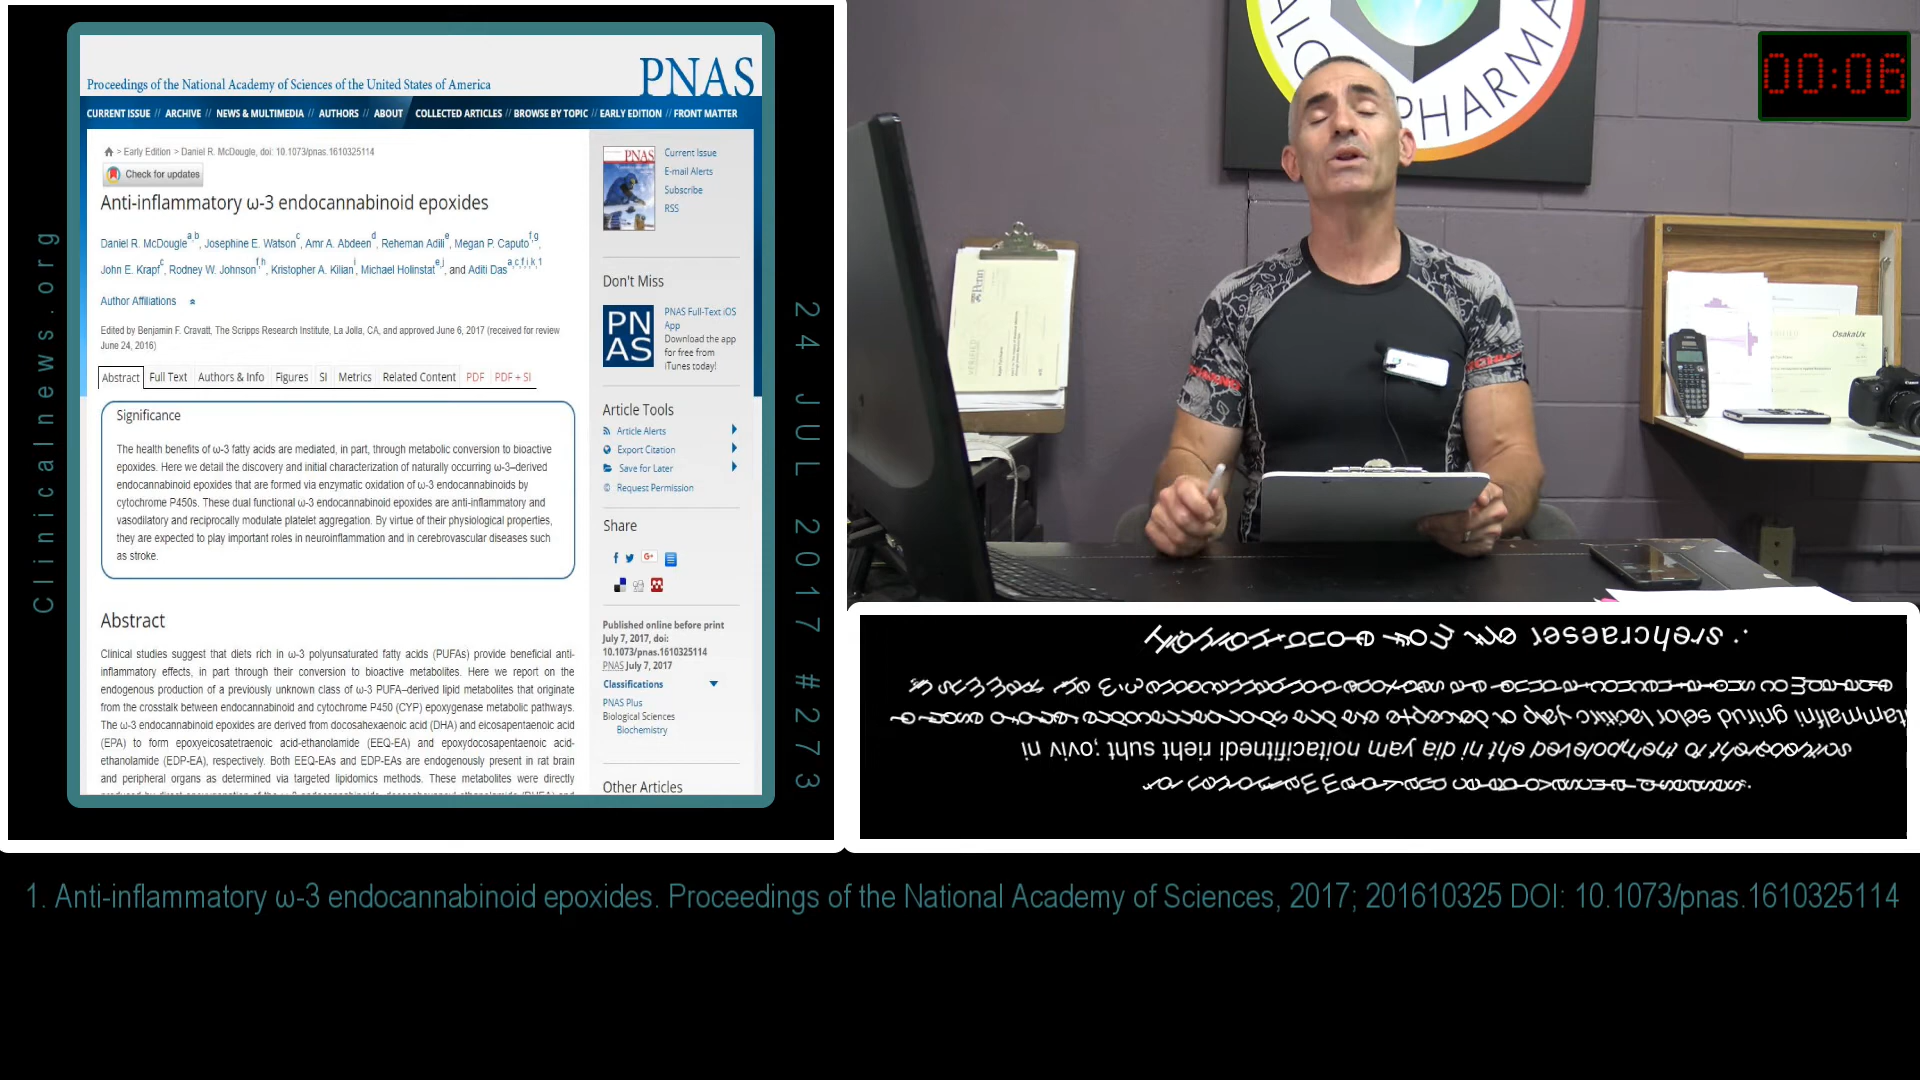 Proceedings of the National Academy of Sciences of the United States of America
PNAS
CURRENT ISSUE // ARCHIVE // NEWS & MULTIMEDIA // AUTHORS // ABOUT COLLECTED ARTICLES // BROWSE BY TOPIC // EARLY EDITION // FRONT MATTER
> Early Edition > Daniel R. McDougle, doi: 10.1073/pnas.1610325114
Check for updates
Anti-inflammatory ω-3 endocannabinoid epoxides
Daniel R. McDougle a,b, Josephine E. Watson c, Amr A. Abdeen d, Reheman Adili e, Megan P. Caputo f,g,
John E. Krapf c, Rodney W. Johnson f,h, Kristopher A. Kilian i, Michael Holinstat e,j, and Aditi Das a,c,f,i,k,1
Author Affiliations
Edited by Benjamin F. Cravatt, The Scripps Research Institute, La Jolla, CA, and approved June 6, 2017 (received for review
June 24, 2016)
Abstract Full Text Authors & Info Figures SI Metrics Related Content PDF PDF + SI
Significance
The health benefits of ω-3 fatty acids are mediated, in part, through metabolic conversion to bioactive
epoxides. Here we detail the discovery and initial characterization of naturally occurring ω-3–derived
endocannabinoid epoxides that are formed via enzymatic oxidation of ω-3 endocannabinoids by
cytochrome P450s. These dual functional ω-3 endocannabinoid epoxides are anti-inflammatory and
vasodilatory and reciprocally modulate platelet aggregation. By virtue of their physiological properties,
they are expected to play important roles in neuroinflammation and in cerebrovascular diseases such
as stroke.
Abstract
Clinical studies suggest that diets rich in ω-3 polyunsaturated fatty acids (PUFAs) provide beneficial anti-
inflammatory effects, in part through their conversion to bioactive metabolites. Here we report on the
endogenous production of a previously unknown class of ω-3 PUFA–derived lipid metabolites that originate
from the crosstalk between endocannabinoid and cytochrome P450 (CYP) epoxygenase metabolic pathways.
The ω-3 endocannabinoid epoxides are derived from docosahexaenoic acid (DHA) and eicosapentaenoic acid
(EPA) to form epoxyeicosatetraenoic acid-ethanolamide (EEQ-EA) and epoxydocosapentaenoic acid-
ethanolamide (EDP-EA), respectively. Both EEQ-EAs and EDP-EAs are endogenously present in rat brain
and peripheral organs as determined via targeted lipidomics methods. These metabolites were directly
PNAS
Current Issue
E-mail Alerts
Subscribe
RSS
Don't Miss
PN
AS
PNAS Full-Text iOS
App
Download the app
for free from
iTunes today!
Article Tools
Article Alerts
Export Citation
Save for Later
© Request Permission
Share
Published online before print
July 7, 2017, doi:
10.1073/pnas.1610325114
PNAS July 7, 2017
Classifications
PNAS Plus
Biological Sciences
Biochemistry
Other Articles
Clinicalnews.org
24 JUL 2017 #273
ALO PHARMA
00:06
Penn
OsakaUx
Canon
1. Anti-inflammatory ω-3 endocannabinoid epoxides. Proceedings of the National Academy of Sciences, 2017; 201610325 DOI: 10.1073/pnas.1610325114